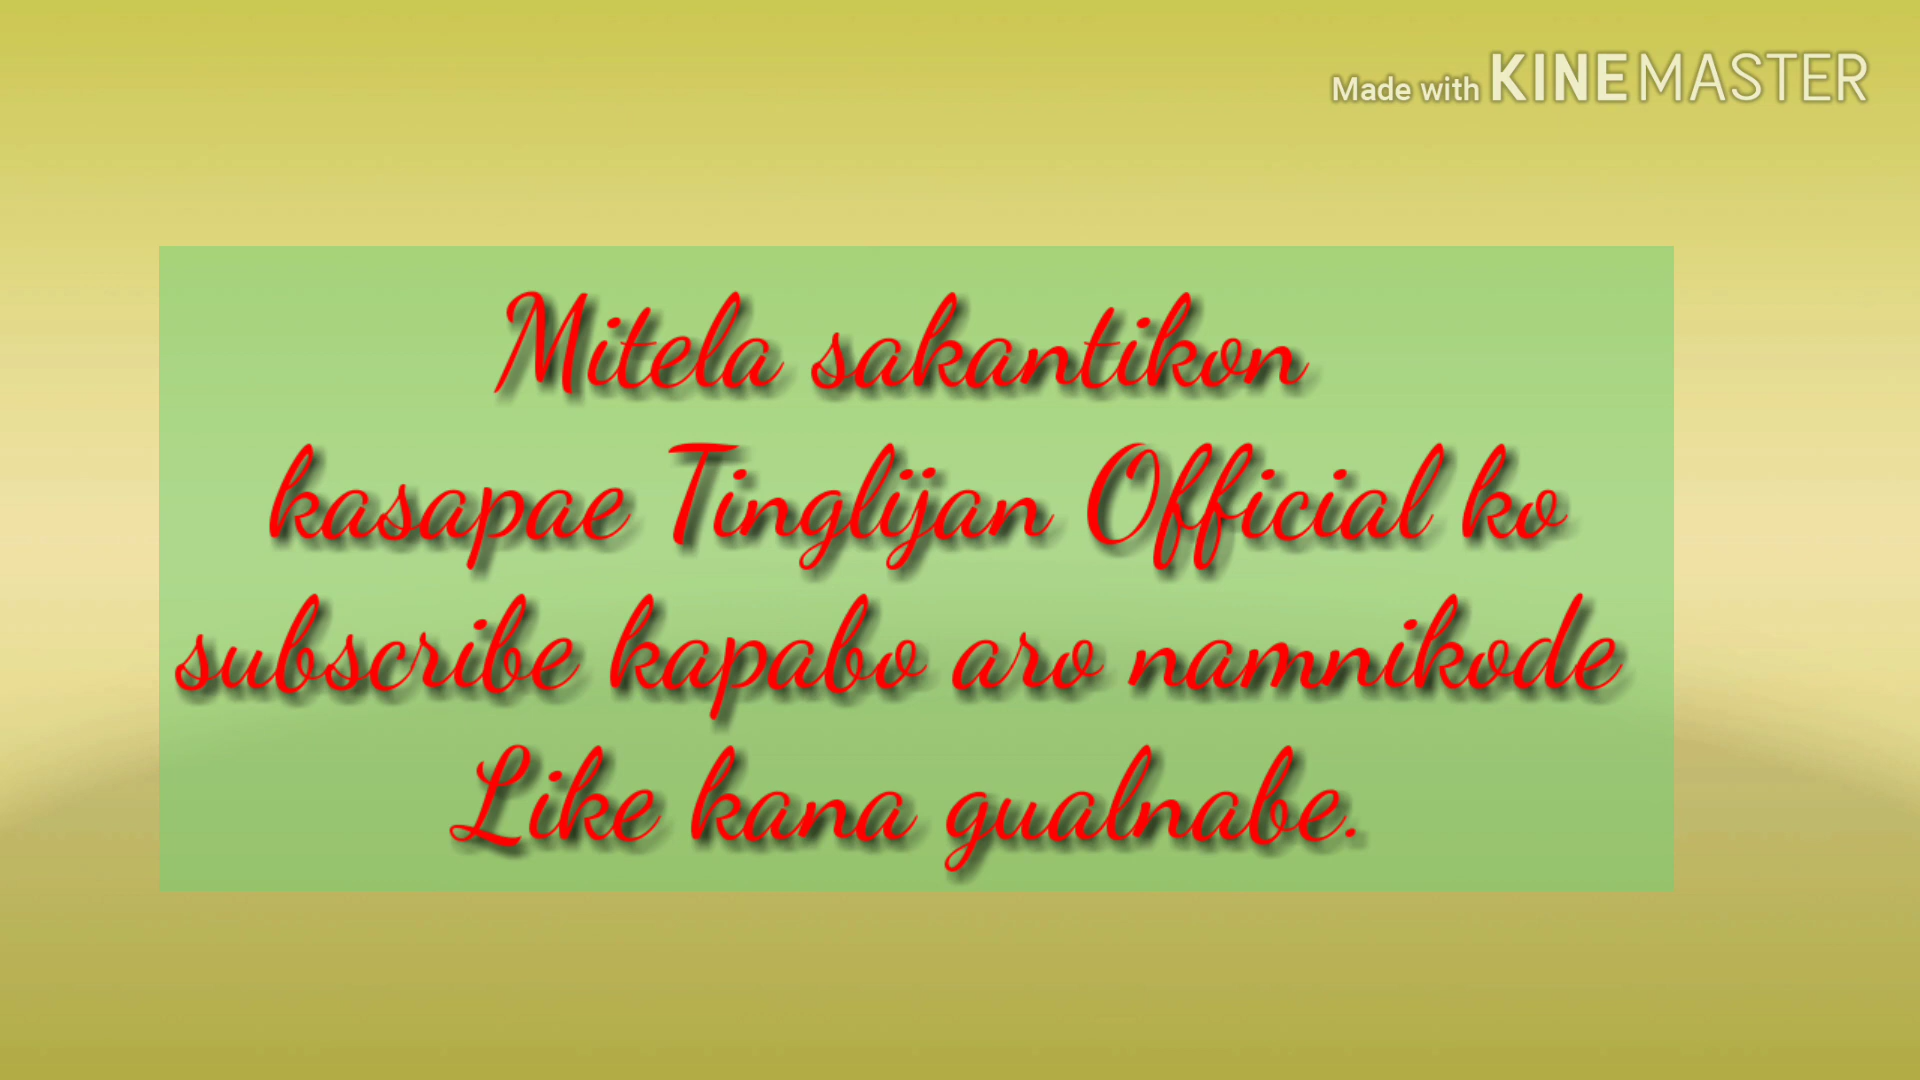 Made with KINEMASTER
Mitela sakantikon
kasapae Tinglijan Official ko
subscribe kapabo aro namnikode
Like kana gualnabe.